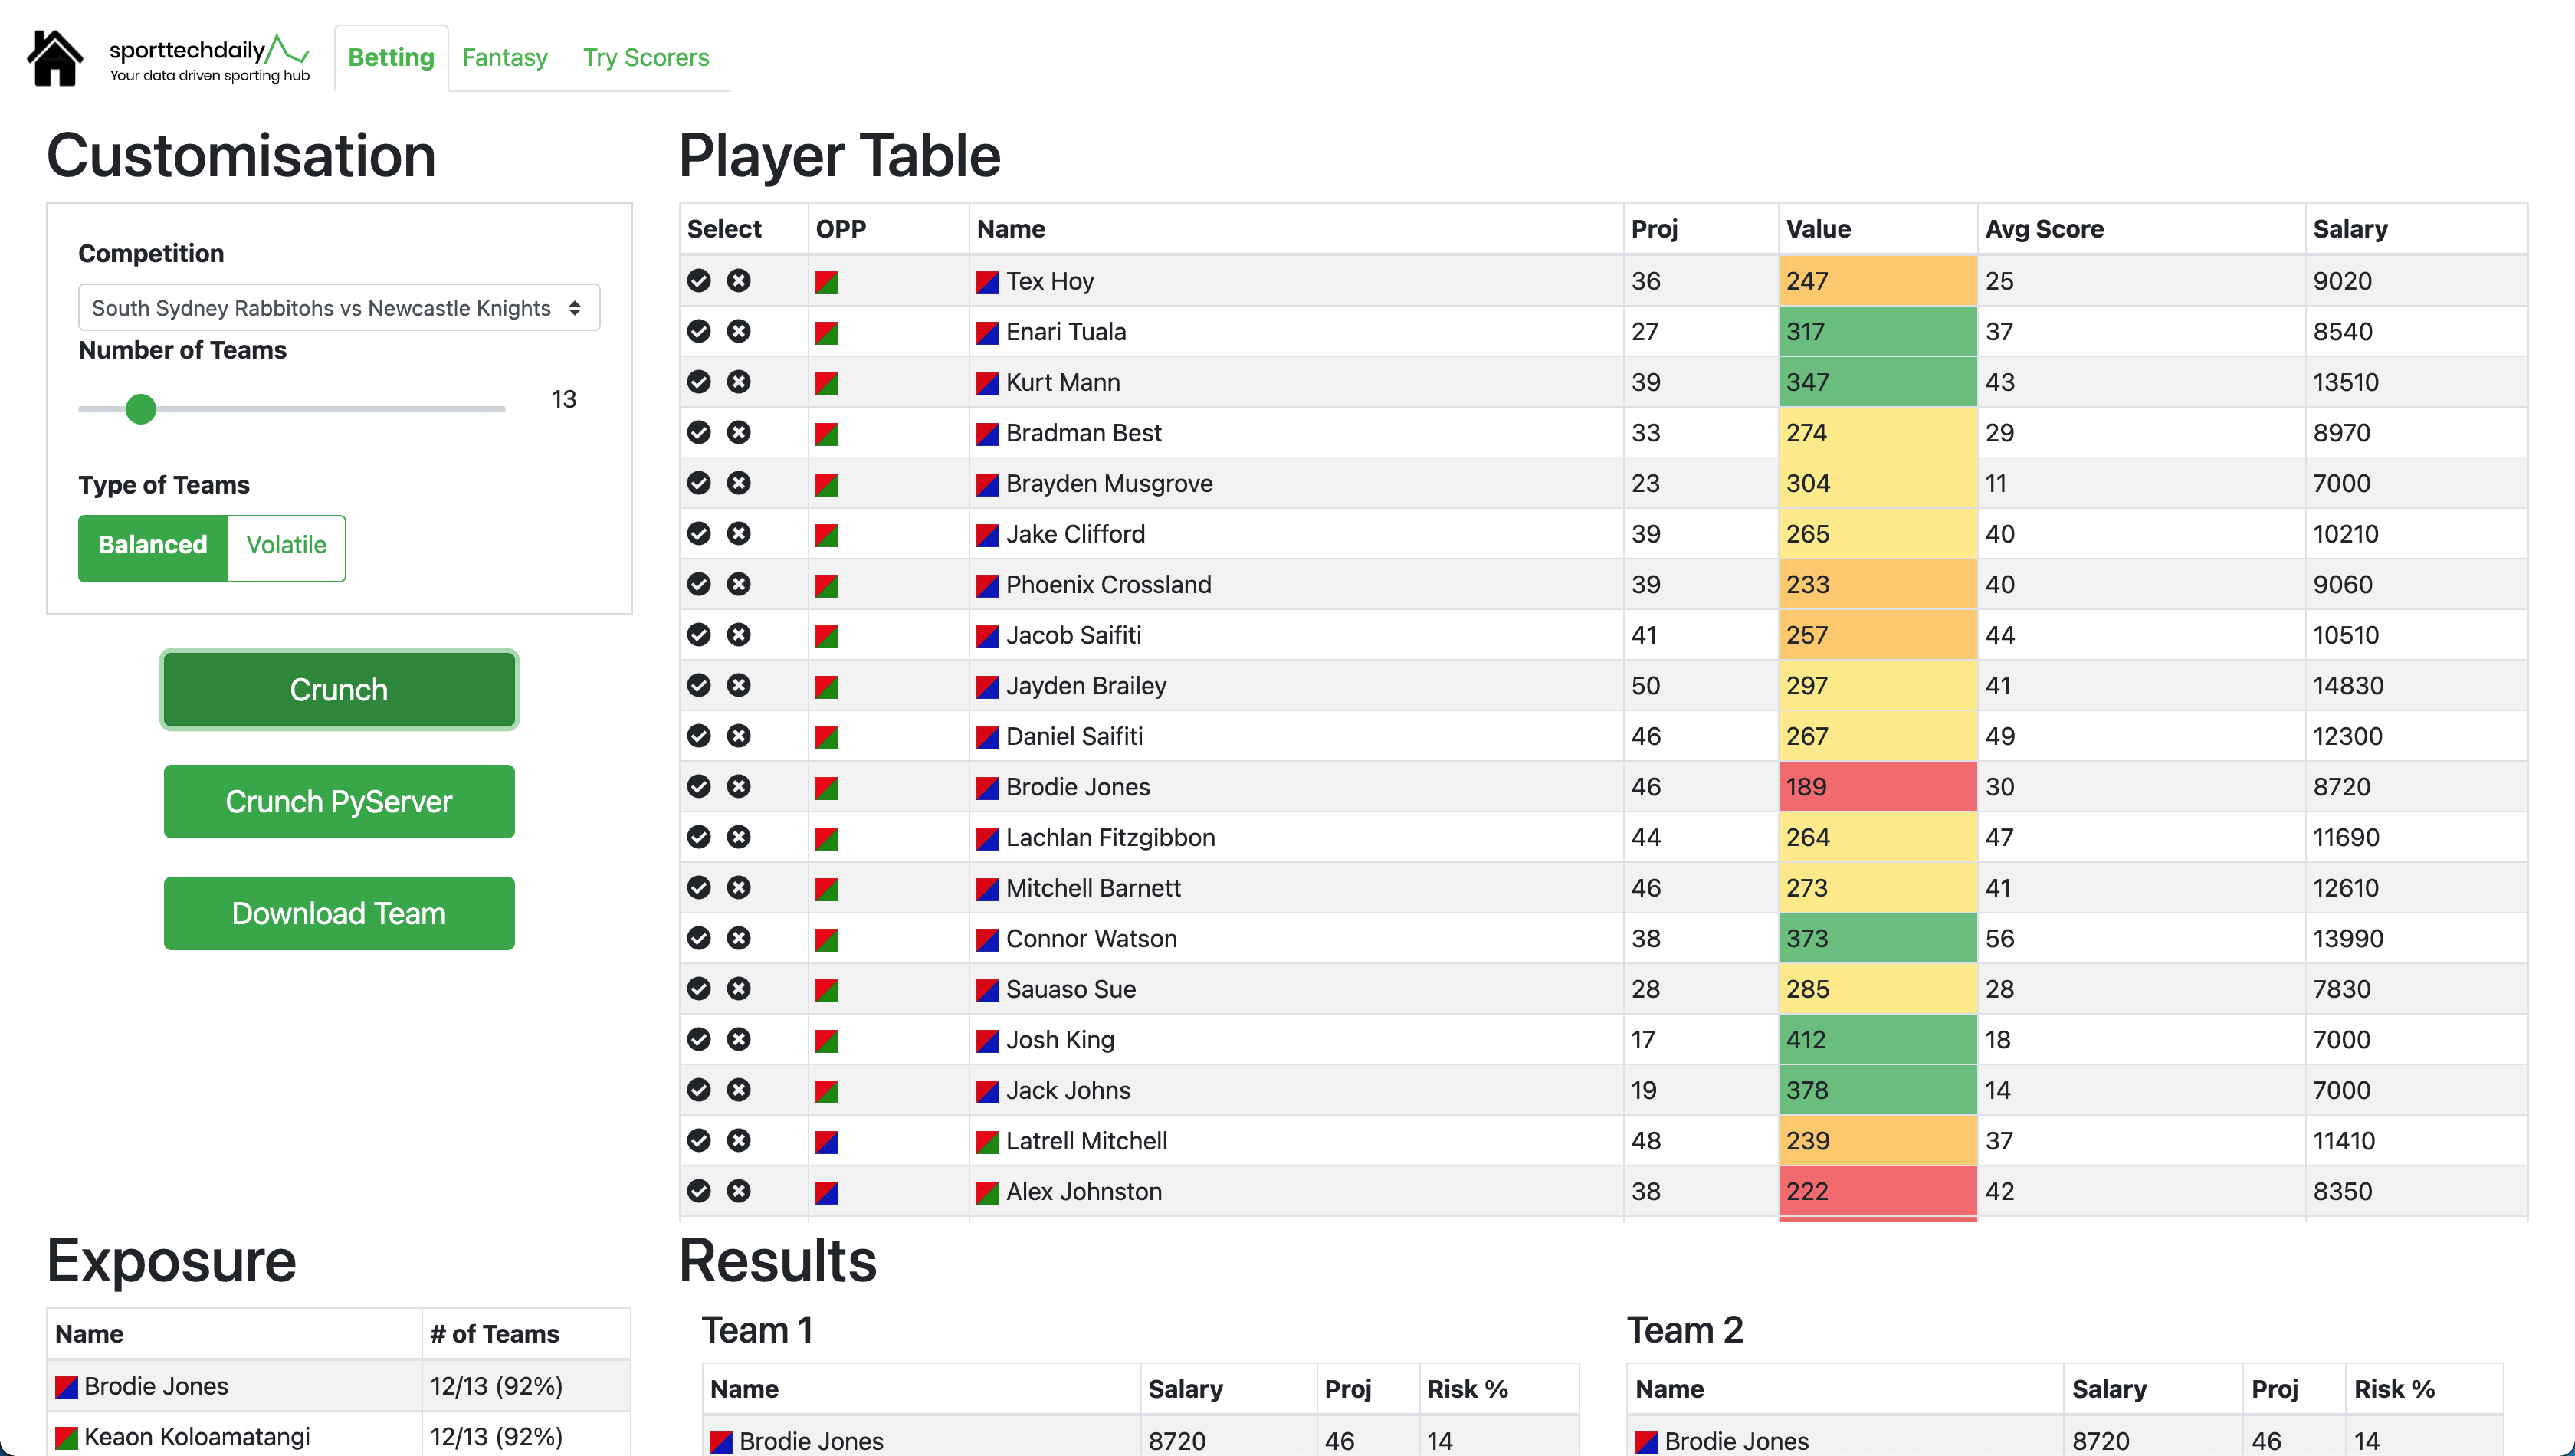 sporttechdaily
Your data driven sporting hub
Betting Fantasy Try Scorers
Customisation
Competition
South Sydney Rabbitohs vs Newcastle Knights
Number of Teams
13
Type of Teams
Balanced Volatile
Crunch
Crunch PyServer
Download Team
Player Table
Select OPP Name Proj Value Avg Score Salary
Tex Hoy 36 247 25 9020
Enari Tuala 27 317 37 8540
Kurt Mann 39 347 43 13510
Bradman Best 33 274 29 8970
Brayden Musgrove 23 304 11 7000
Jake Clifford 39 265 40 10210
Phoenix Crossland 39 233 40 9060
Jacob Saifiti 41 257 44 10510
Jayden Brailey 50 297 41 14830
Daniel Saifiti 46 267 49 12300
Brodie Jones 46 189 30 8720
Lachlan Fitzgibbon 44 264 47 11690
Mitchell Barnett 46 273 41 12610
Connor Watson 38 373 56 13990
Sauaso Sue 28 285 28 7830
Josh King 17 412 18 7000
Jack Johns 19 378 14 7000
Latrell Mitchell 48 239 37 11410
Alex Johnston 38 222 42 8350
Exposure
Name # of Teams
Brodie Jones 12/13 (92%)
Keaon Koloamatangi 12/13 (92%)
Results
Team 1
Name Salary Proj Risk %
Brodie Jones 8720 46 14
Team 2
Name Salary Proj Risk %
Brodie Jones 8720 46 14